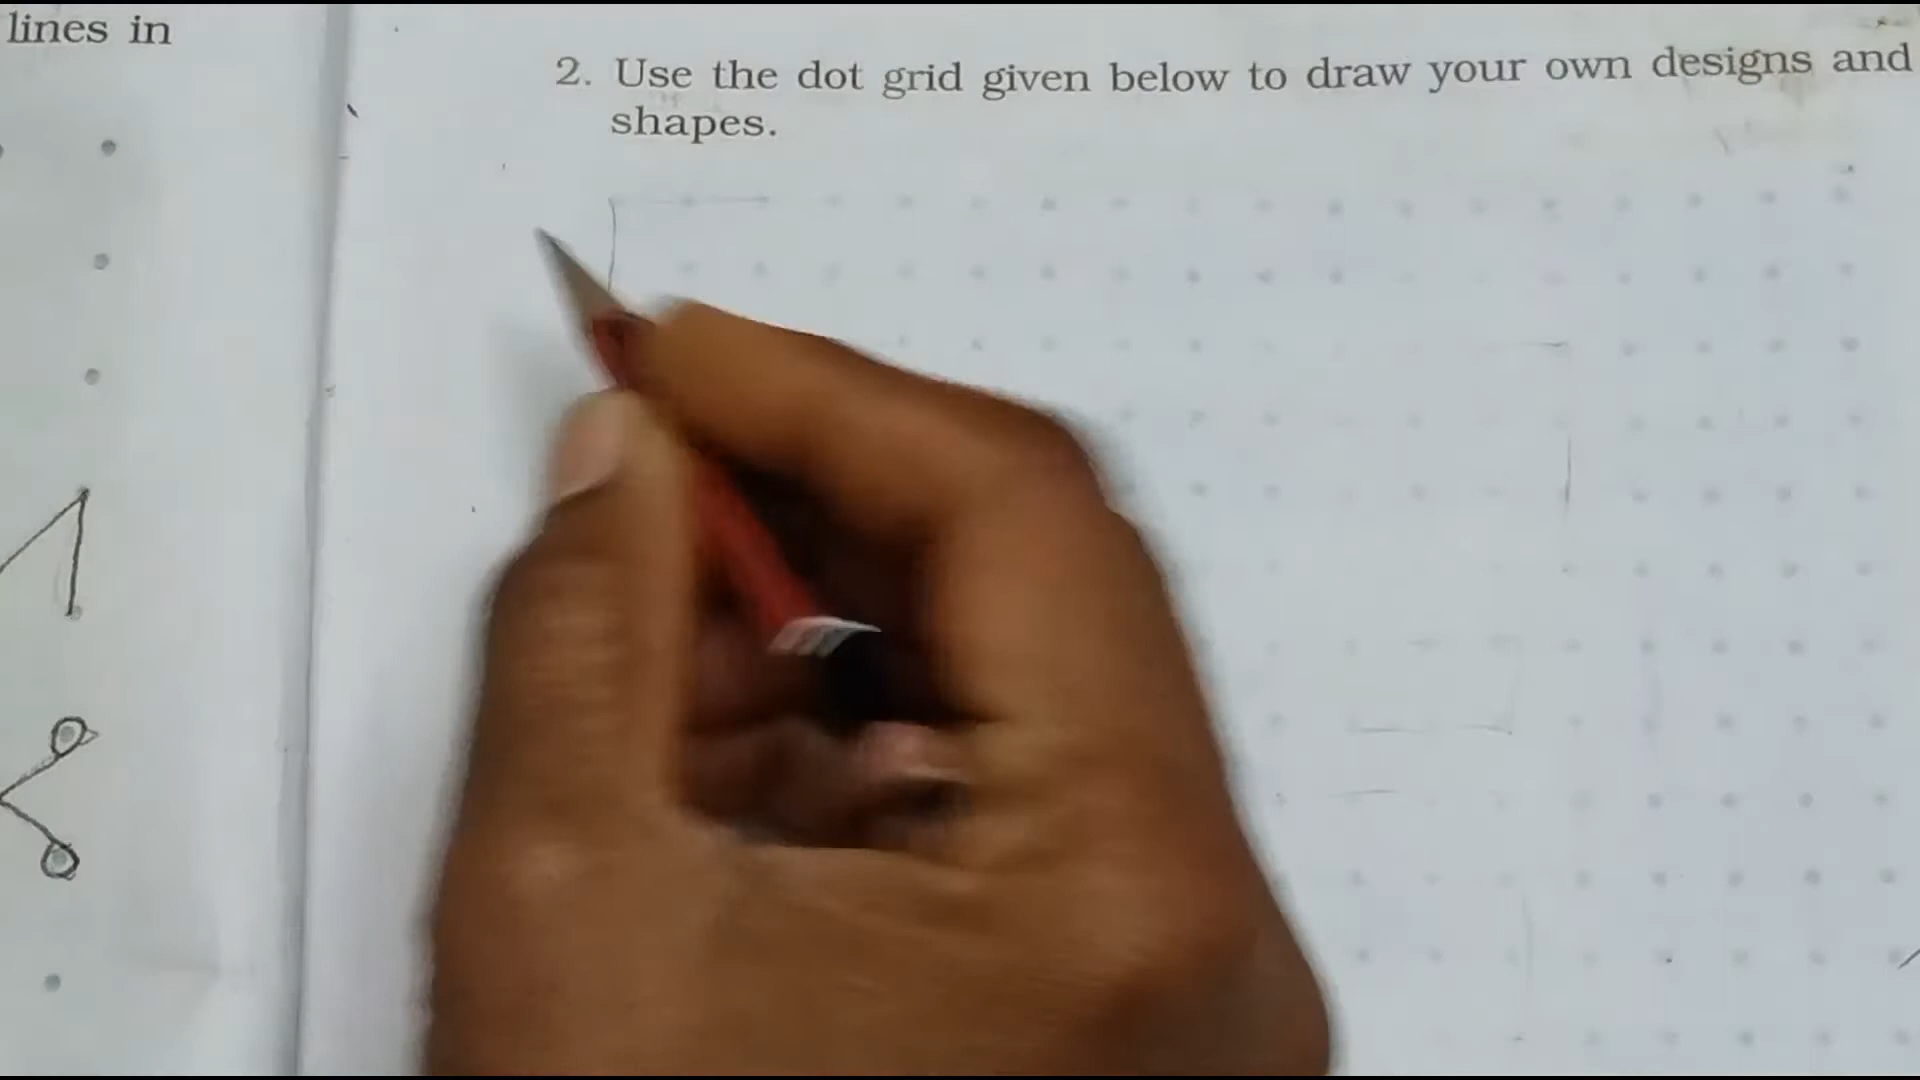 lines in
2. Use the dot grid given below to draw your own designs and
shapes.